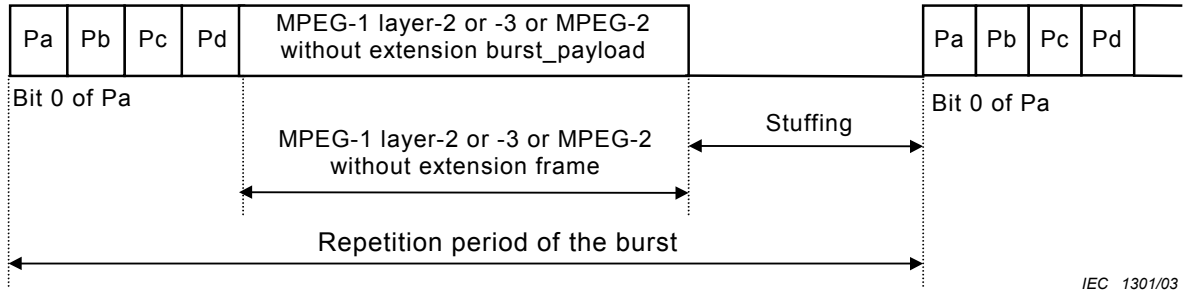 Pa Pb Pc Pd MPEG-1 layer-2 or -3 or MPEG-2 Pa Pb Pc Pd
without extension burst_payload
Bit 0 of Pa Bit 0 of Pa
MPEG-1 layer-2 or -3 or MPEG-2 Stuffing
without extension frame
Repetition period of the burst
IEC 1301/03